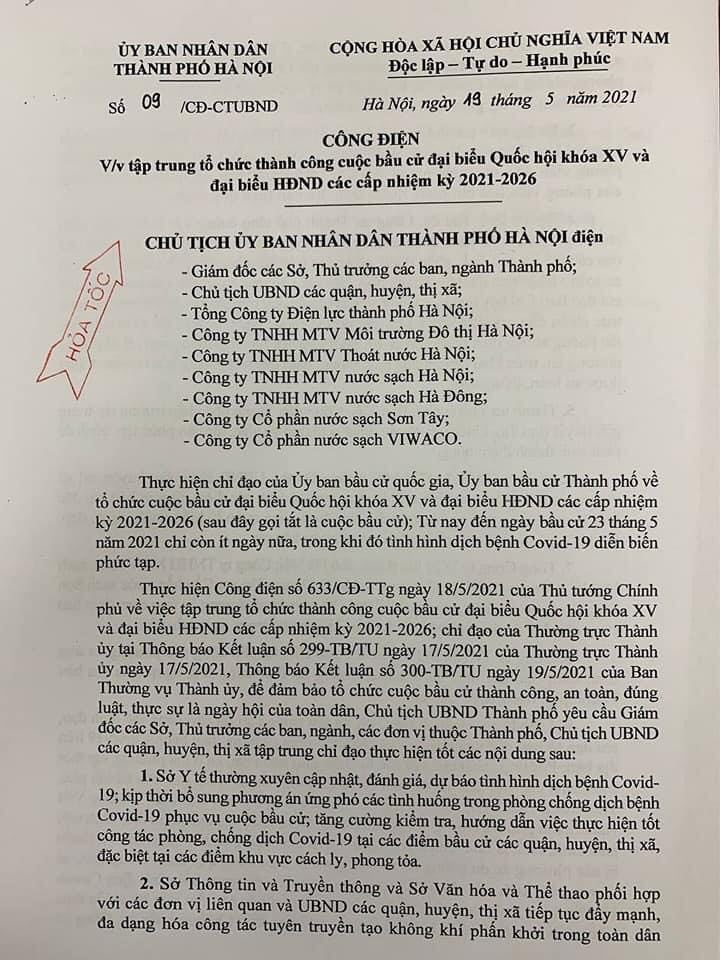 ỦY BAN NHÂN DÂN
THÀNH PHỐ HÀ NỘI
CỘNG HÒA XÃ HỘI CHỦ NGHĨA VIỆT NAM
Độc lập – Tự do – Hạnh phúc
Số 09 /CĐ-CTUBND
Hà Nội, ngày 19 tháng 5 năm 2021
CÔNG ĐIỆN
V/v tập trung tổ chức thành công cuộc bầu cử đại biểu Quốc hội khóa XV và
đại biểu HĐND các cấp nhiệm kỳ 2021-2026
HỎA TỐC
CHỦ TỊCH ỦY BAN NHÂN DÂN THÀNH PHỐ HÀ NỘI điện
- Giám đốc các Sở, Thủ trưởng các ban, ngành Thành phố;
- Chủ tịch UBND các quận, huyện, thị xã;
- Tổng Công ty Điện lực thành phố Hà Nội;
- Công ty TNHH MTV Môi trường Đô thị Hà Nội;
- Công ty TNHH MTV Thoát nước Hà Nội;
- Công ty TNHH MTV nước sạch Hà Nội;
- Công ty TNHH MTV nước sạch Hà Đông;
- Công ty Cổ phần nước sạch Sơn Tây;
- Công ty Cổ phần nước sạch VIWACO.
Thực hiện chỉ đạo của Ủy ban bầu cử quốc gia, Ủy ban bầu cử Thành phố về
tổ chức cuộc bầu cử đại biểu Quốc hội khóa XV và đại biểu HĐND các cấp nhiệm
kỳ 2021-2026 (sau đây gọi tắt là cuộc bầu cử); Từ nay đến ngày bầu cử 23 tháng 5
năm 2021 chỉ còn ít ngày nữa, trong khi đó tình hình dịch bệnh Covid-19 diễn biến
phức tạp.
Thực hiện Công điện số 633/CĐ-TTg ngày 18/5/2021 của Thủ tướng Chính
phủ về việc tập trung tổ chức thành công cuộc bầu cử đại biểu Quốc hội khóa XV
và đại biểu HĐND các cấp nhiệm kỳ 2021-2026; chỉ đạo của Thường trực Thành
ủy tại Thông báo Kết luận số 299-TB/TU ngày 17/5/2021 của Thường trực Thành
ủy ngày 17/5/2021, Thông báo Kết luận số 300-TB/TU ngày 19/5/2021 của Ban
Thường vụ Thành ủy, để đảm bảo tổ chức cuộc bầu cử thành công, an toàn, đúng
luật, thực sự là ngày hội của toàn dân, Chủ tịch UBND Thành phố yêu cầu Giám
đốc các Sở, Thủ trưởng các ban, ngành, các đơn vị thuộc Thành phố, Chủ tịch UBND
các quận, huyện, thị xã tập trung chỉ đạo thực hiện tốt các nội dung sau:
1. Sở Y tế thường xuyên cập nhật, đánh giá, dự báo tình hình dịch bệnh Covid-
19; kịp thời bổ sung phương án ứng phó các tình huống trong phòng chống dịch bệnh
Covid-19 phục vụ cuộc bầu cử; tăng cường kiểm tra, hướng dẫn việc thực hiện tốt
công tác phòng, chống dịch Covid-19 tại các điểm bầu cử các quận, huyện, thị xã,
đặc biệt tại các điểm khu vực cách ly, phong tỏa.
2. Sở Thông tin và Truyền thông và Sở Văn hóa và Thể thao phối hợp
với các đơn vị liên quan và UBND các quận, huyện, thị xã tiếp tục đẩy mạnh,
đa dạng hóa công tác tuyên truyền tạo không khí phấn khởi trong toàn dân